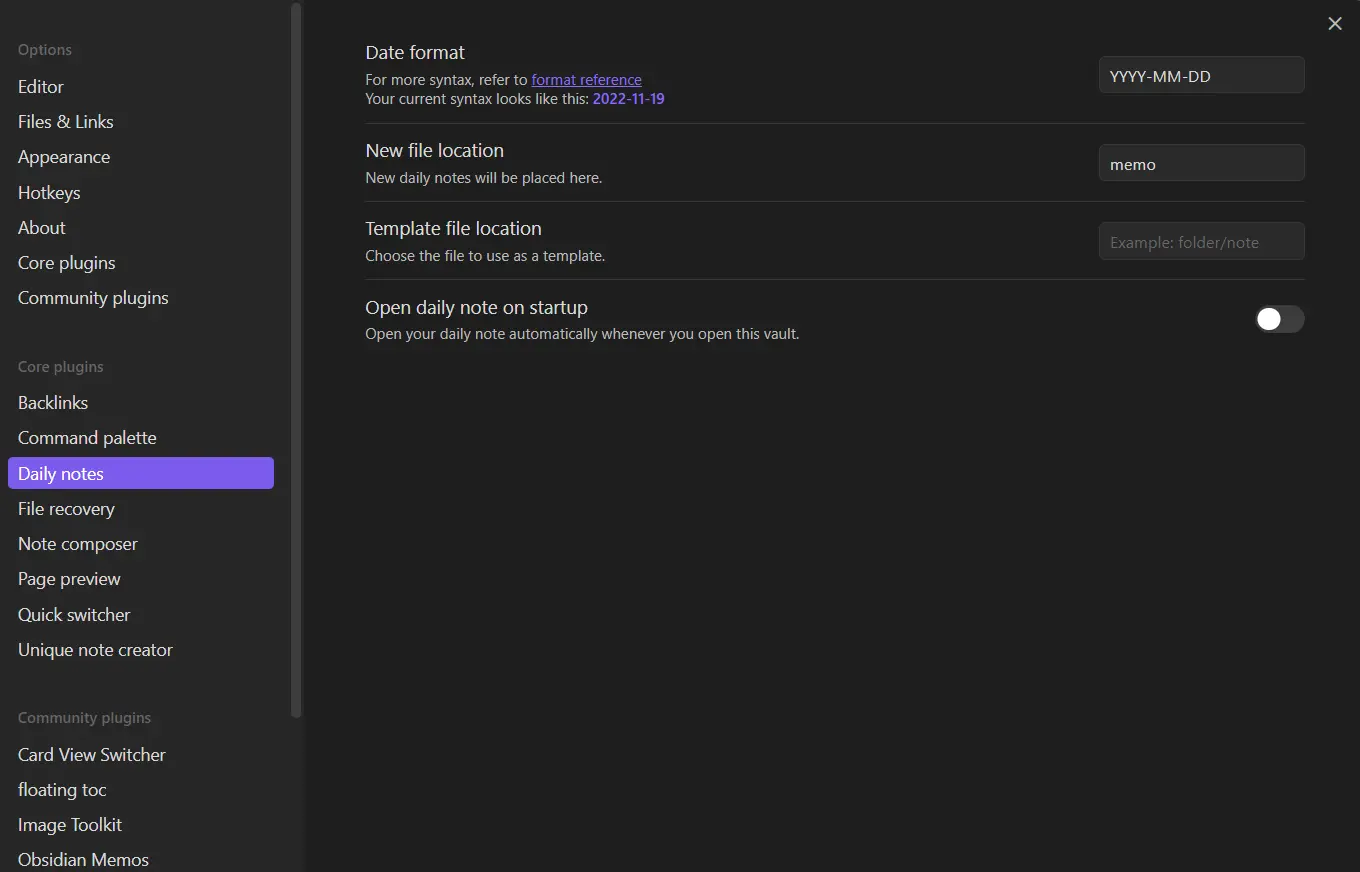 Options
Editor
Files & Links
Appearance
Hotkeys
About
Core plugins
Community plugins
Core plugins
Backlinks
Command palette
Daily notes
File recovery
Note composer
Page preview
Quick switcher
Unique note creator
Community plugins
Card View Switcher
floating toc
Image Toolkit
Obsidian Memos
Date format
For more syntax, refer to format reference
Your current syntax looks like this: 2022-11-19
YYYY-MM-DD
New file location
New daily notes will be placed here.
memo
Template file location
Choose the file to use as a template.
Example: folder/note
Open daily note on startup
Open your daily note automatically whenever you open this vault.